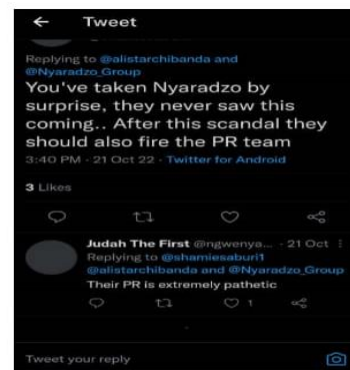 Tweet
Replying to @alistarchibanda and
@Nyaradzo_Group
You've taken Nyaradzo by
surprise, they never saw this
coming.. After this scandal they
should also fire the PR team
3:40 PM · 21 Oct 22 · Twitter for Android
3 Likes
Judah The First @ngwenya... · 21 Oct
Replying to @shamiesaburi1
@alistarchibanda and @Nyaradzo_Group
Their PR is extremely pathetic
1
Tweet your reply